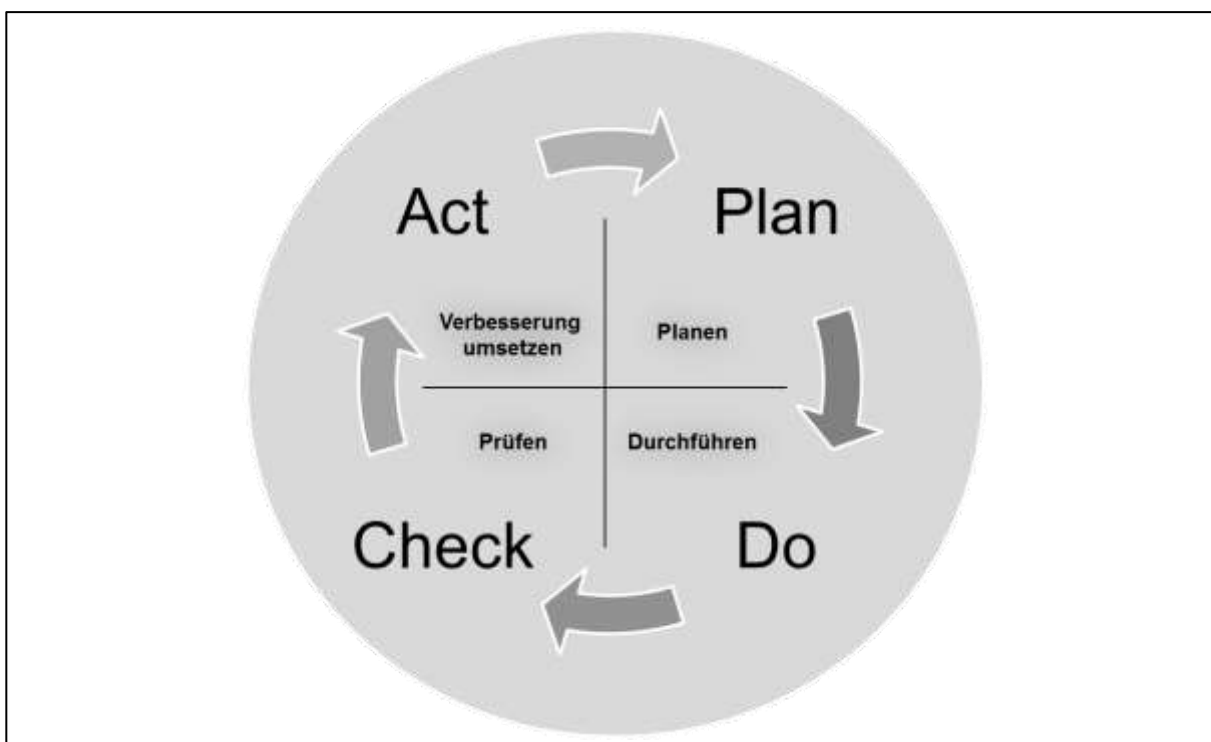 Act
Plan
Verbesserung
umsetzen
Planen
Prüfen
Durchführen
Check
Do